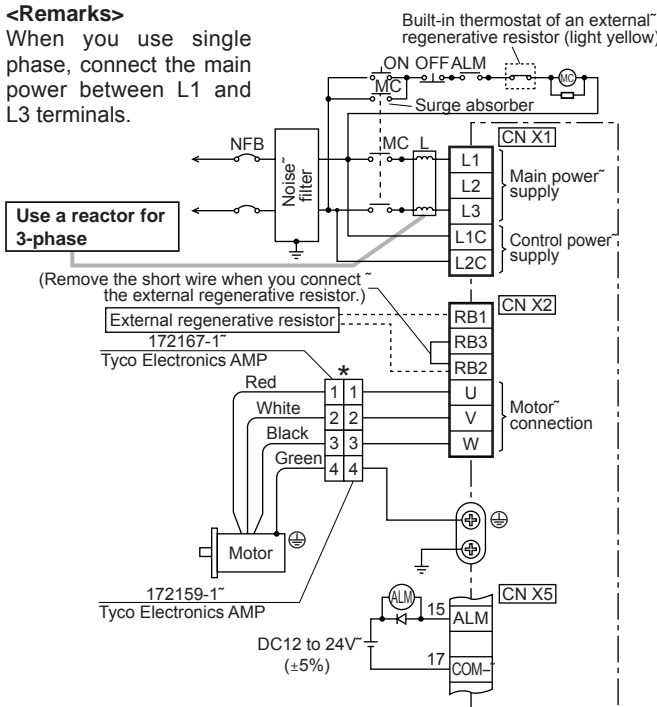 <Remarks>
When you use single
phase, connect the main
power between L1 and
L3 terminals.
Built-in thermostat of an external~
regenerative resistor (light yellow)
ON OFF ALM
MC
MC
Surge absorber
NFB
Noise~
filter
MC L
CN X1
L1
L2
L3
L1C
L2C
Main power~
supply
Control power~
supply
Use a reactor for
3-phase
(Remove the short wire when you connect ~
the external regenerative resistor.)
External regenerative resistor
CN X2
RB1
RB3
RB2
U
V
W
Motor~
connection
172167-1~
Tyco Electronics AMP
*
Red
1 1
White
2 2
Black
3 3
Green
4 4
Motor
172159-1~
Tyco Electronics AMP
CN X5
ALM
15
ALM
DC12 to 24V~
(±5%)
17
COM–~